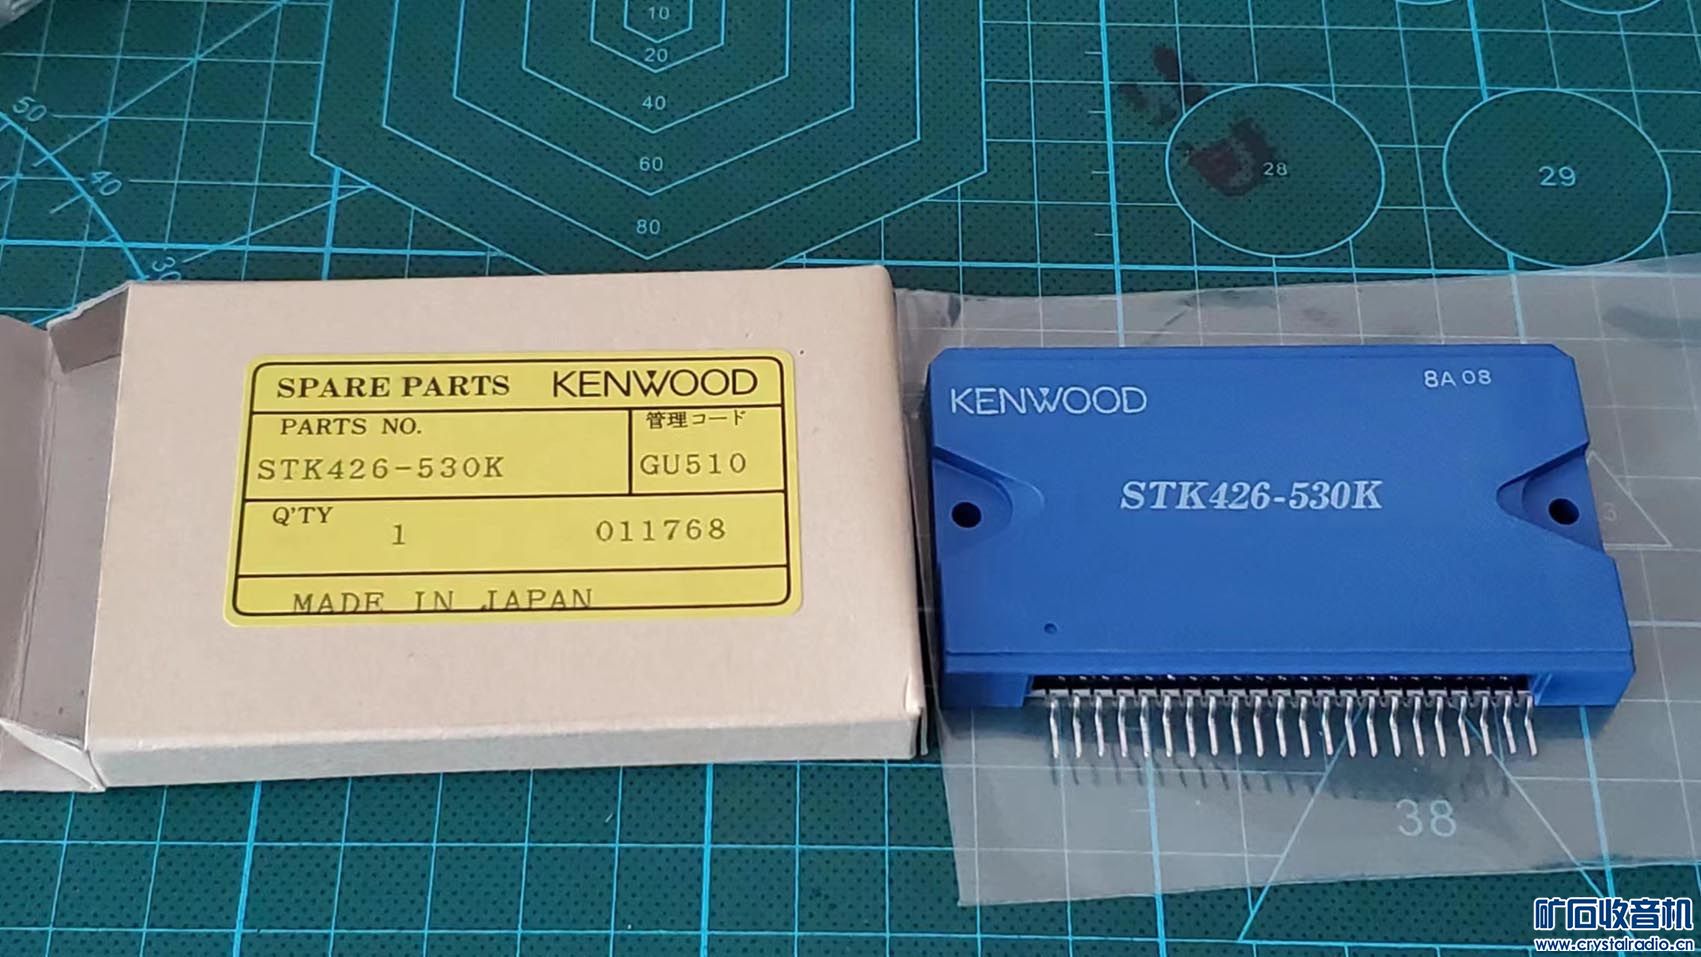 10
20
40
60
80
50
40
30
28
29
SPARE PARTS KENWOOD
PARTS NO.
STK426-530K
管理コード
GU510
Q'TY
1
011768
MADE IN JAPAN
KENWOOD
8A 08
STK426-530K
3
38
矿石收音机
www.crystalradio.cn